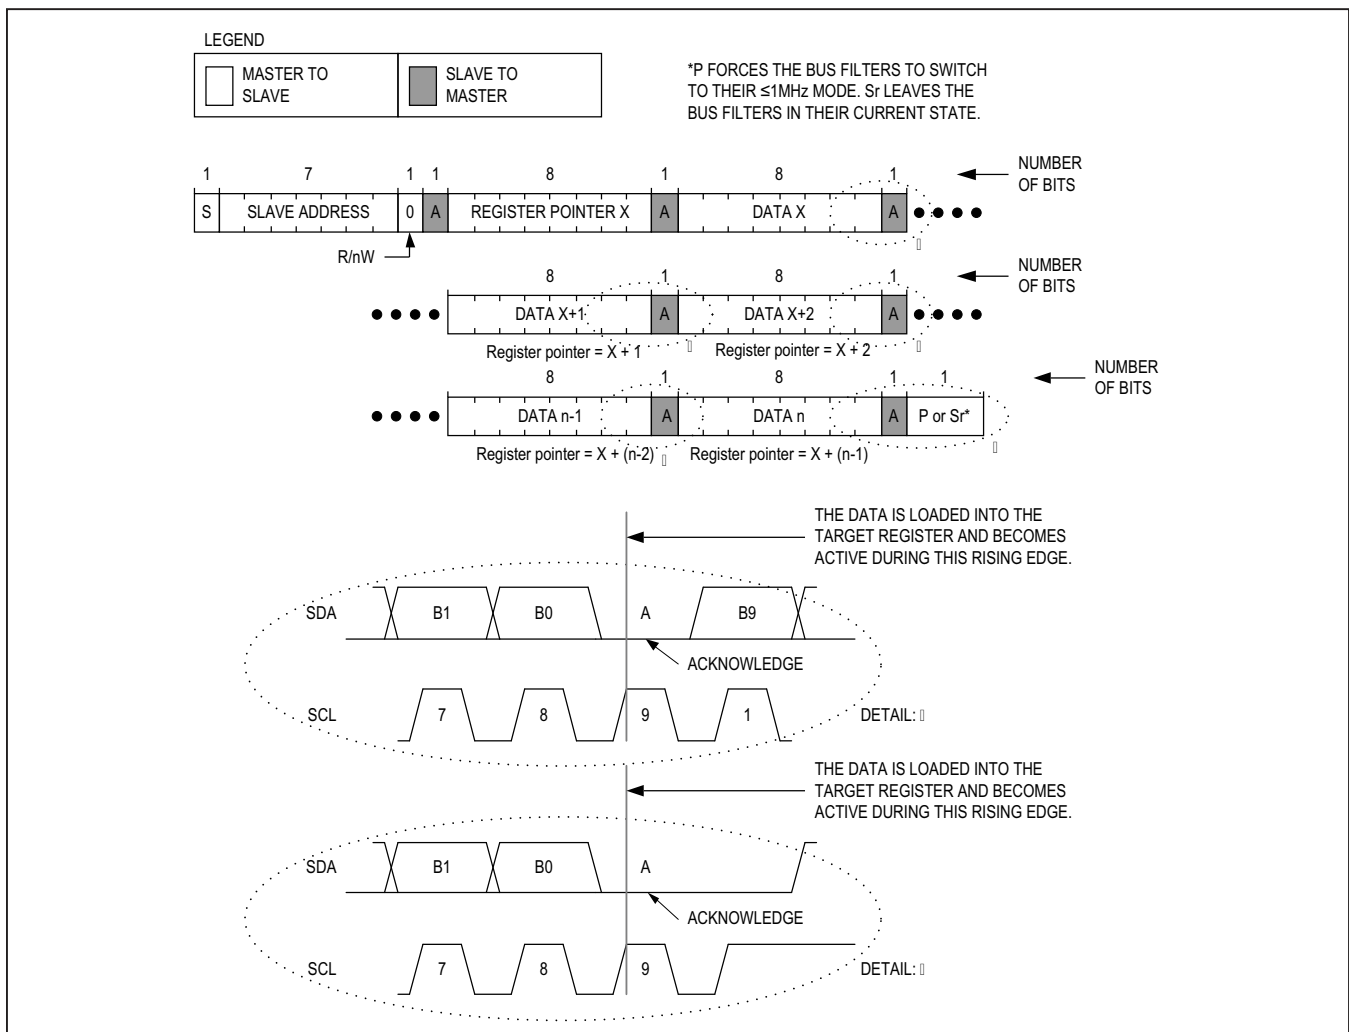 LEGEND
MASTER TO
SLAVE
SLAVE TO
MASTER
*P FORCES THE BUS FILTERS TO SWITCH
TO THEIR ≤1MHz MODE. Sr LEAVES THE
BUS FILTERS IN THEIR CURRENT STATE.
1 7 1 1 8 1 8 1
NUMBER
OF BITS
S SLAVE ADDRESS 0 A REGISTER POINTER X A DATA X A
R/nW
8 1 8 1
NUMBER
OF BITS
DATA X+1 A DATA X+2 A
Register pointer = X + 1 Register pointer = X + 2
8 1 8 1 1
NUMBER
OF BITS
DATA n-1 A DATA n A P or Sr*
Register pointer = X + (n-2) Register pointer = X + (n-1)
THE DATA IS LOADED INTO THE
TARGET REGISTER AND BECOMES
ACTIVE DURING THIS RISING EDGE.
SDA B1 B0 A B9
ACKNOWLEDGE
SCL 7 8 9 1 DETAIL:
THE DATA IS LOADED INTO THE
TARGET REGISTER AND BECOMES
ACTIVE DURING THIS RISING EDGE.
SDA B1 B0 A
ACKNOWLEDGE
SCL 7 8 9 DETAIL: